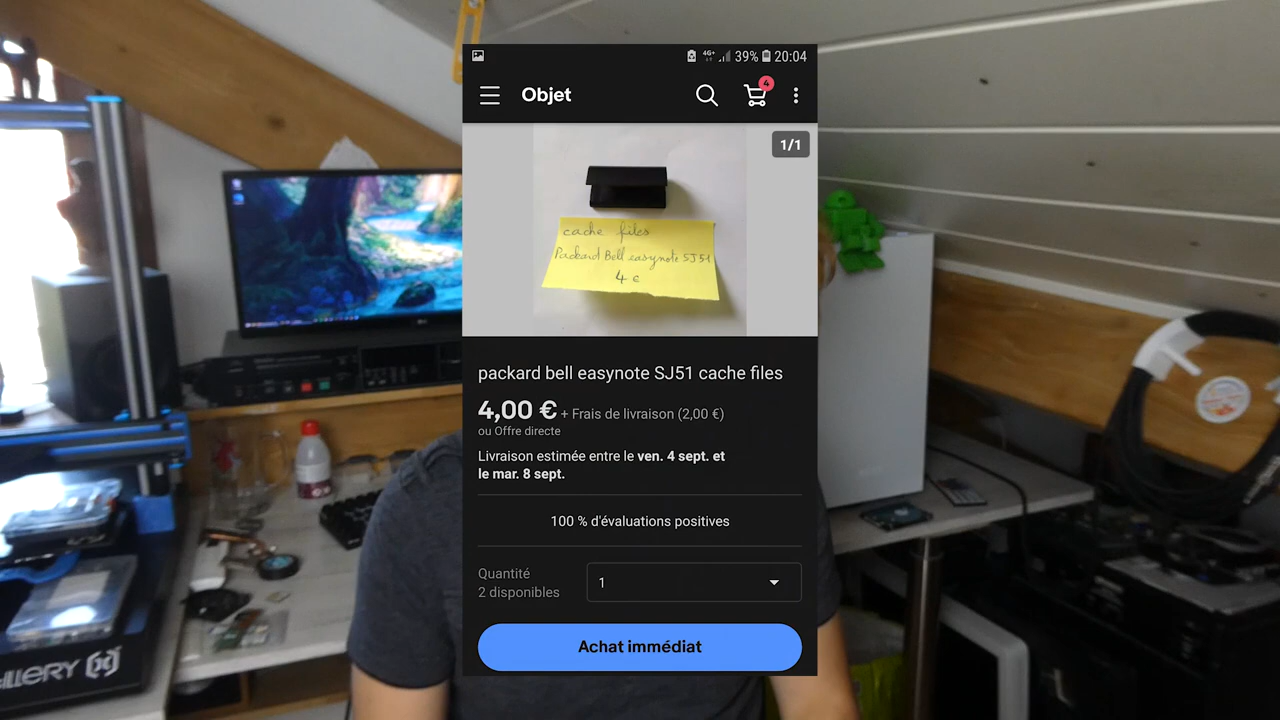 39% 20:04
Objet
4
1/1
cache files
Packard Bell easynote SJ51
4 €
packard bell easynote SJ51 cache files
4,00 € + Frais de livraison (2,00 €)
ou Offre directe
Livraison estimée entre le ven. 4 sept. et
le mar. 8 sept.
100 % d'évaluations positives
Quantité
2 disponibles
1
Achat immédiat